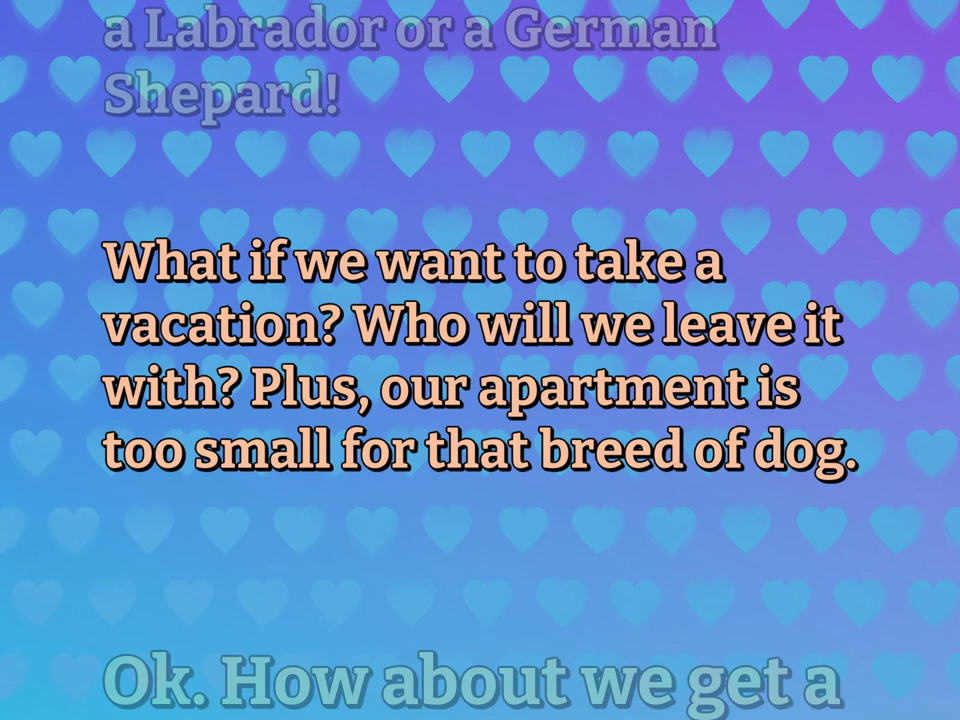 a Labrador or a German
Shepard!
What if we want to take a
vacation? Who will we leave it
with? Plus, our apartment is
too small for that breed of dog.
Ok. How about we get a